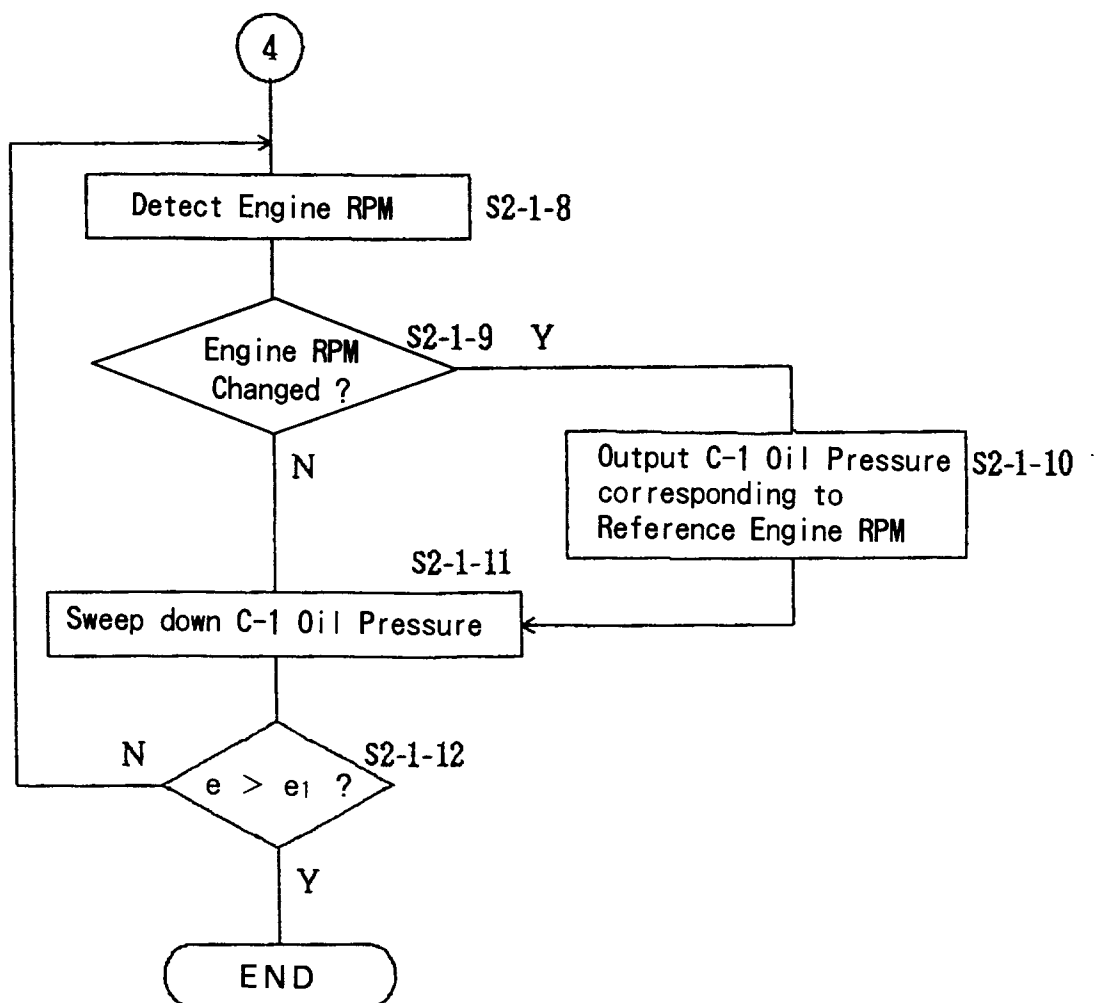 4
Detect Engine RPM
S2-1-8
S2-1-9 Y
Engine RPM
Changed ?
N
Output C-1 Oil Pressure
corresponding to
Reference Engine RPM
S2-1-10
S2-1-11
Sweep down C-1 Oil Pressure
N
S2-1-12
e > e1 ?
Y
END